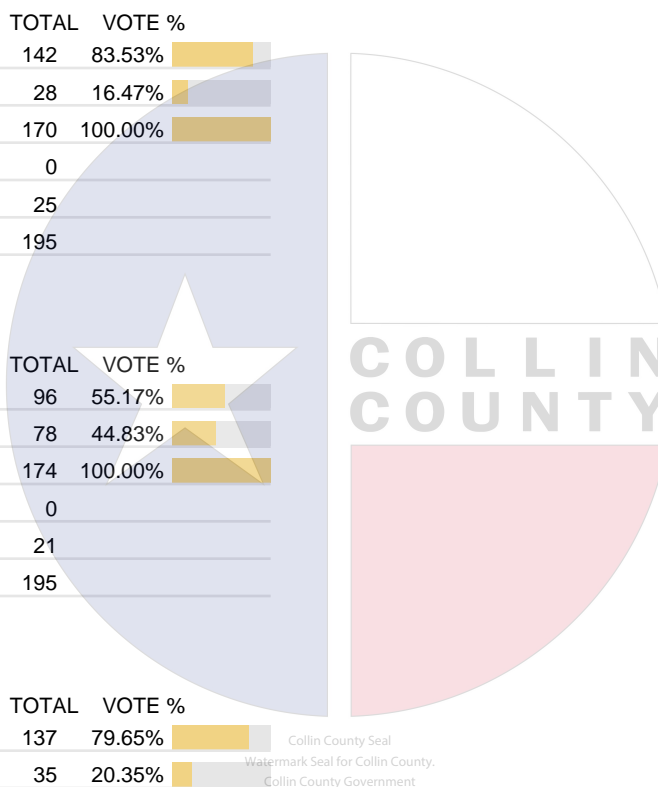 TOTAL VOTE %
142 83.53%
28 16.47%
170 100.00%
0
25
195
TOTAL VOTE %
96 55.17%
78 44.83%
174 100.00%
0
21
195
COLLIN
COUNTY
TOTAL VOTE %
137 79.65%
35 20.35%
Collin County Seal
Watermark Seal for Collin County.
Collin County Government